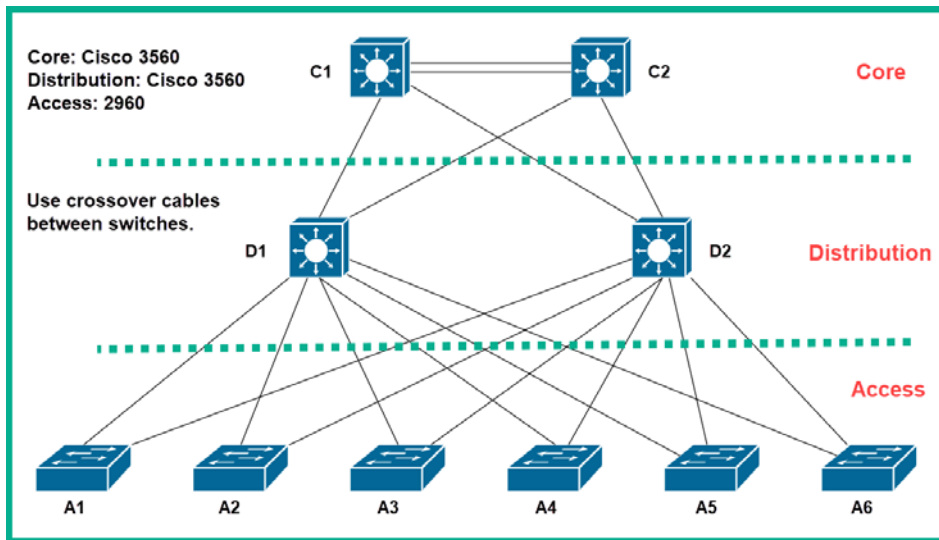 Core: Cisco 3560
Distribution: Cisco 3560
Access: 2960
C1
C2
Core
Use crossover cables
between switches.
D1
D2
Distribution
Access
A1
A2
A3
A4
A5
A6